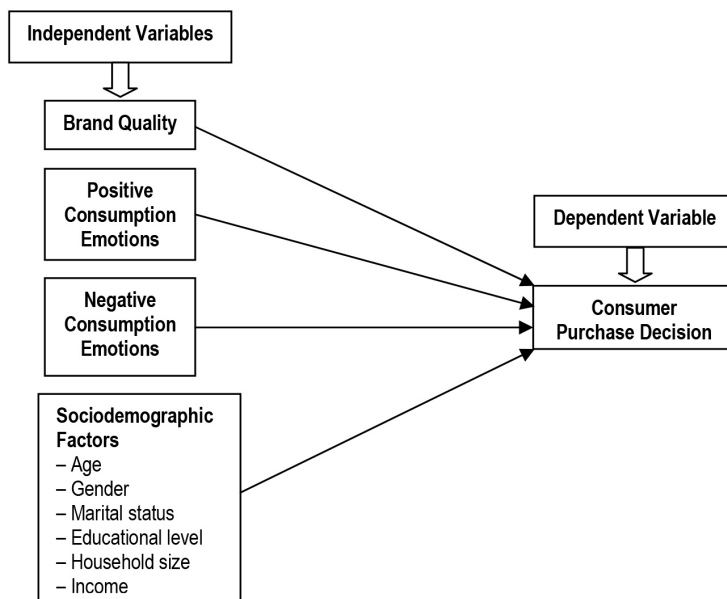 Independent Variables
Brand Quality
Positive
Consumption
Emotions
Negative
Consumption
Emotions
Sociodemographic
Factors
– Age
– Gender
– Marital status
– Educational level
– Household size
– Income
Dependent Variable
Consumer
Purchase Decision